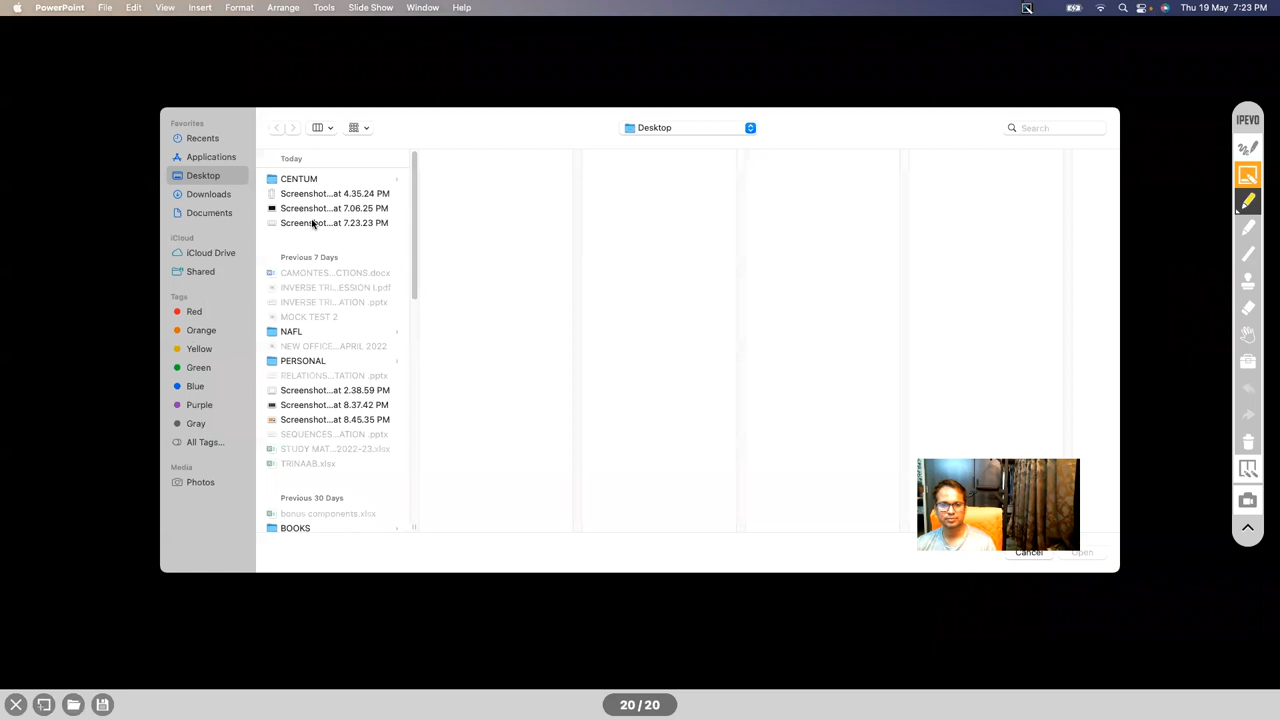 PowerPoint File Edit View Insert Format Arrange Tools Slide Show Window Help Thu 19 May 7:23 PM
Favorites
Recents
Applications
Desktop
Downloads
Documents
iCloud
iCloud Drive
Shared
Tags
Red
Orange
Yellow
Green
Blue
Purple
Gray
All Tags...
Media
Photos
Desktop
Search
Today
CENTUM
Screenshot...at 4.35.24 PM
Screenshot...at 7.06.25 PM
Screenshot...at 7.23.23 PM
Previous 7 Days
CAMONTES...CTIONS.docx
INVERSE TRI...ESSION I.pdf
INVERSE TRI...ATION .pptx
MOCK TEST 2
NAFL
NEW OFFICE...APRIL 2022
PERSONAL
RELATIONS...TATION .pptx
Screenshot...at 2.38.59 PM
Screenshot...at 8.37.42 PM
Screenshot...at 8.45.35 PM
SEQUENCES...ATION .pptx
STUDY MAT...2022-23.xlsx
TRINAAB.xlsx
Previous 30 Days
bonus components.xlsx
BOOKS
Cancel Open
IPEVO
20 / 20